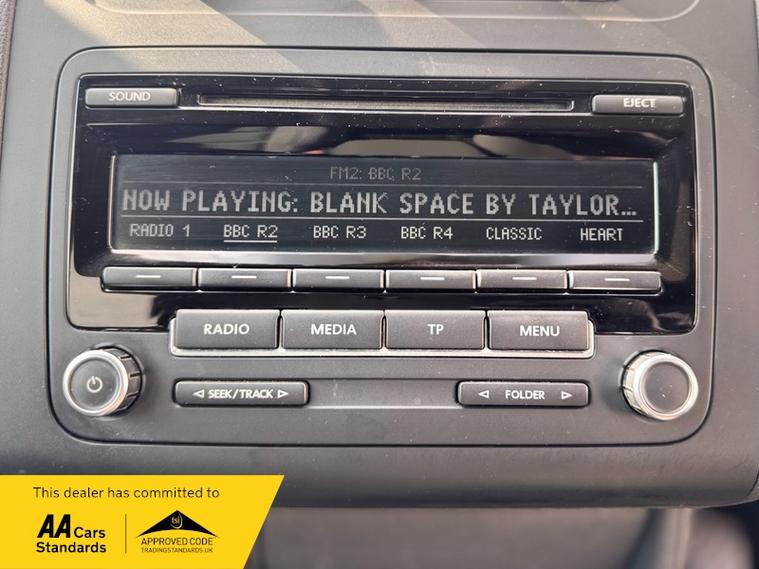 SOUND
EJECT
FM2: BBC R2
NOW PLAYING: BLANK SPACE BY TAYLOR...
RADIO 1 BBC R2 BBC R3 BBC R4 CLASSIC HEART
RADIO MEDIA TP MENU
◁ SEEK/TRACK ▷ ◁ FOLDER ▷
This dealer has committed to
AA Cars
Standards
tsi
APPROVED CODE
TRADINGSTANDARDS.UK